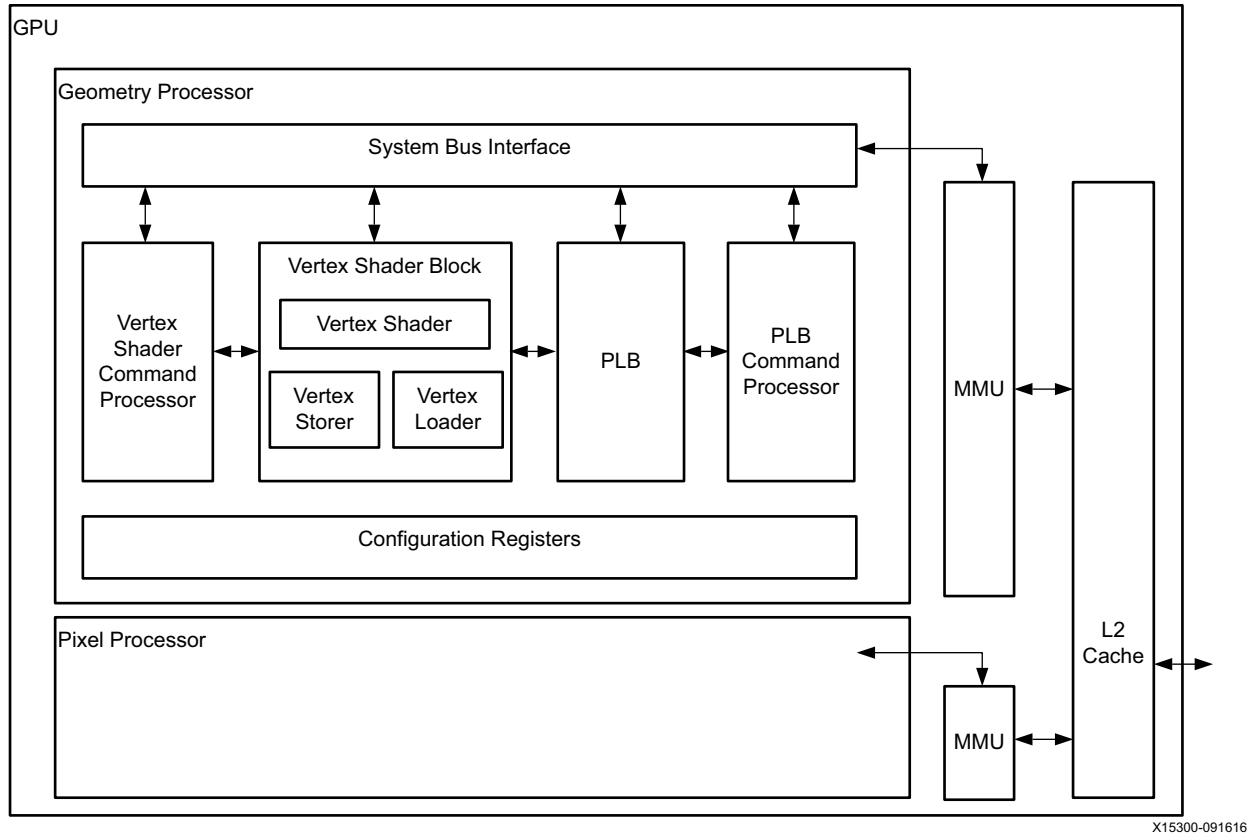 GPU
Geometry Processor
System Bus Interface
Vertex
Shader
Command
Processor
Vertex Shader Block
Vertex Shader
Vertex
Storer
Vertex
Loader
PLB
PLB
Command
Processor
MMU
Configuration Registers
Pixel Processor
MMU
L2
Cache
X15300-091616